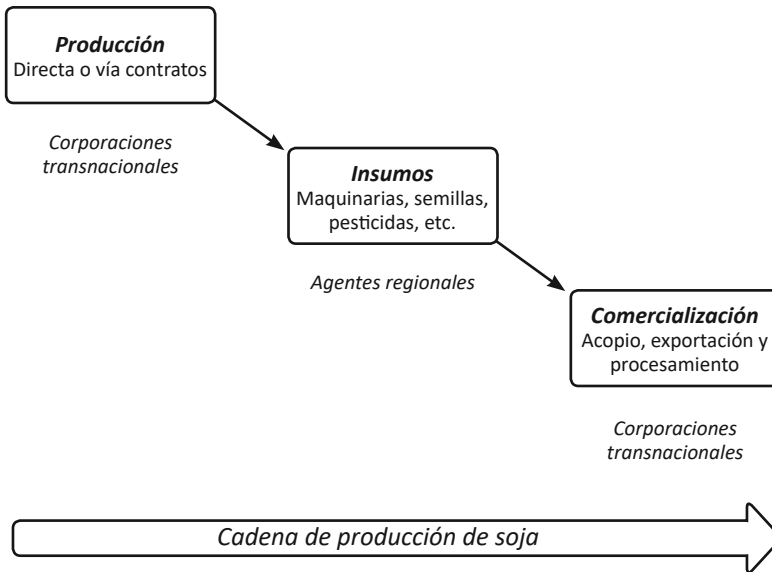 Producción
Directa o vía contratos
Corporaciones
transnacionales
Insumos
Maquinarias, semillas,
pesticidas, etc.
Agentes regionales
Comercialización
Acopio, exportación y
procesamiento
Corporaciones
transnacionales
Cadena de producción de soja